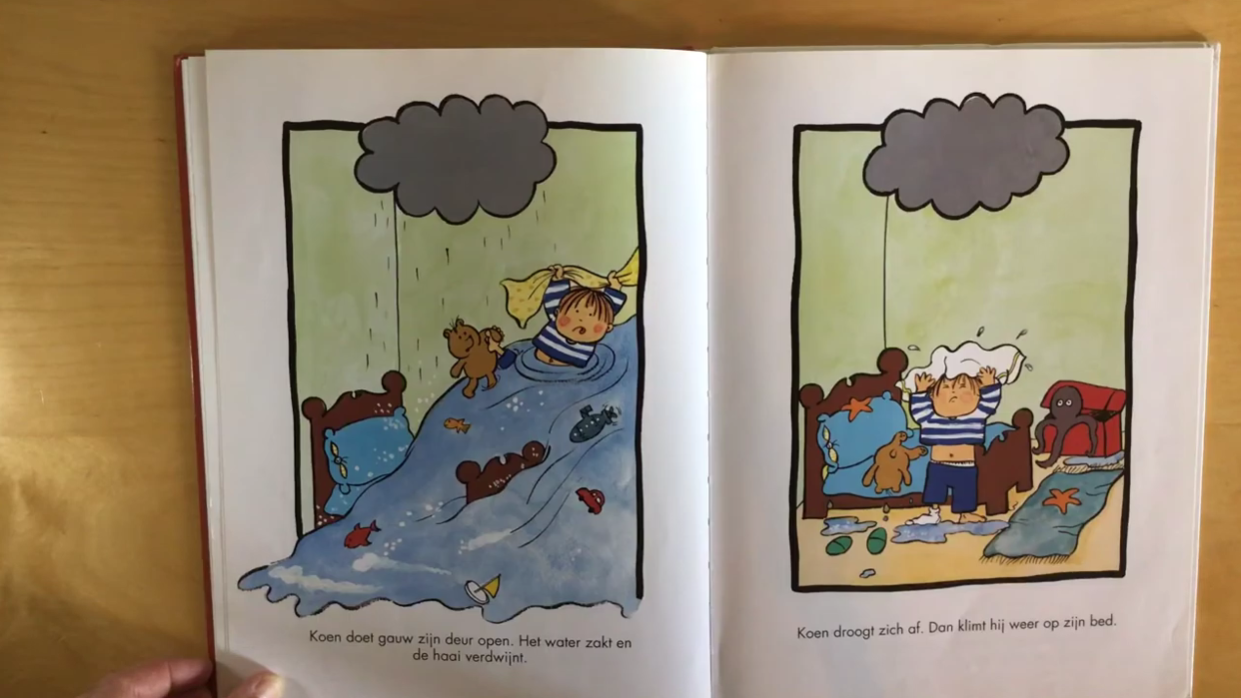 Koen doet gauw zijn deur open. Het water zakt en
de haai verdwijnt.
Koen droogt zich af. Dan klimt hij weer op zijn bed.